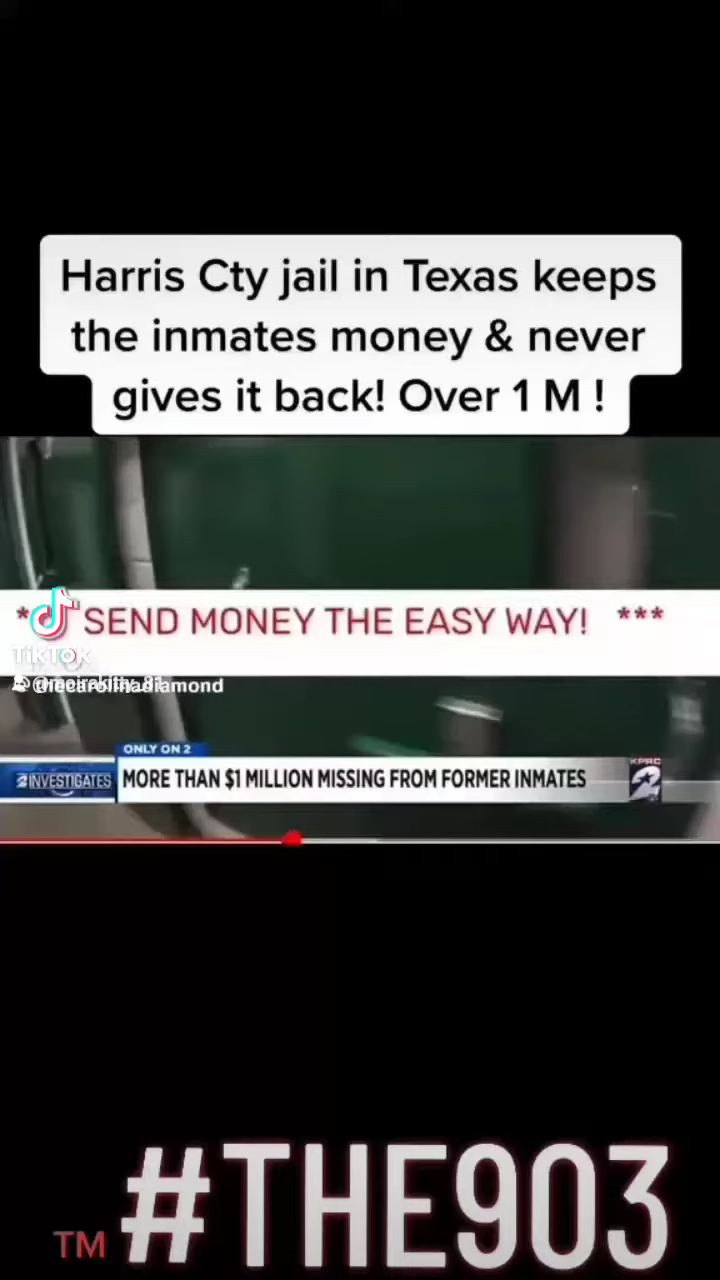 Harris Cty jail in Texas keeps
the inmates money & never
gives it back! Over 1 M !
* SEND MONEY THE EASY WAY! ***
TikTok
ONLY ON 2
2 INVESTIGATES
MORE THAN $1 MILLION MISSING FROM FORMER INMATES
KPRC
2
#THE903
TM